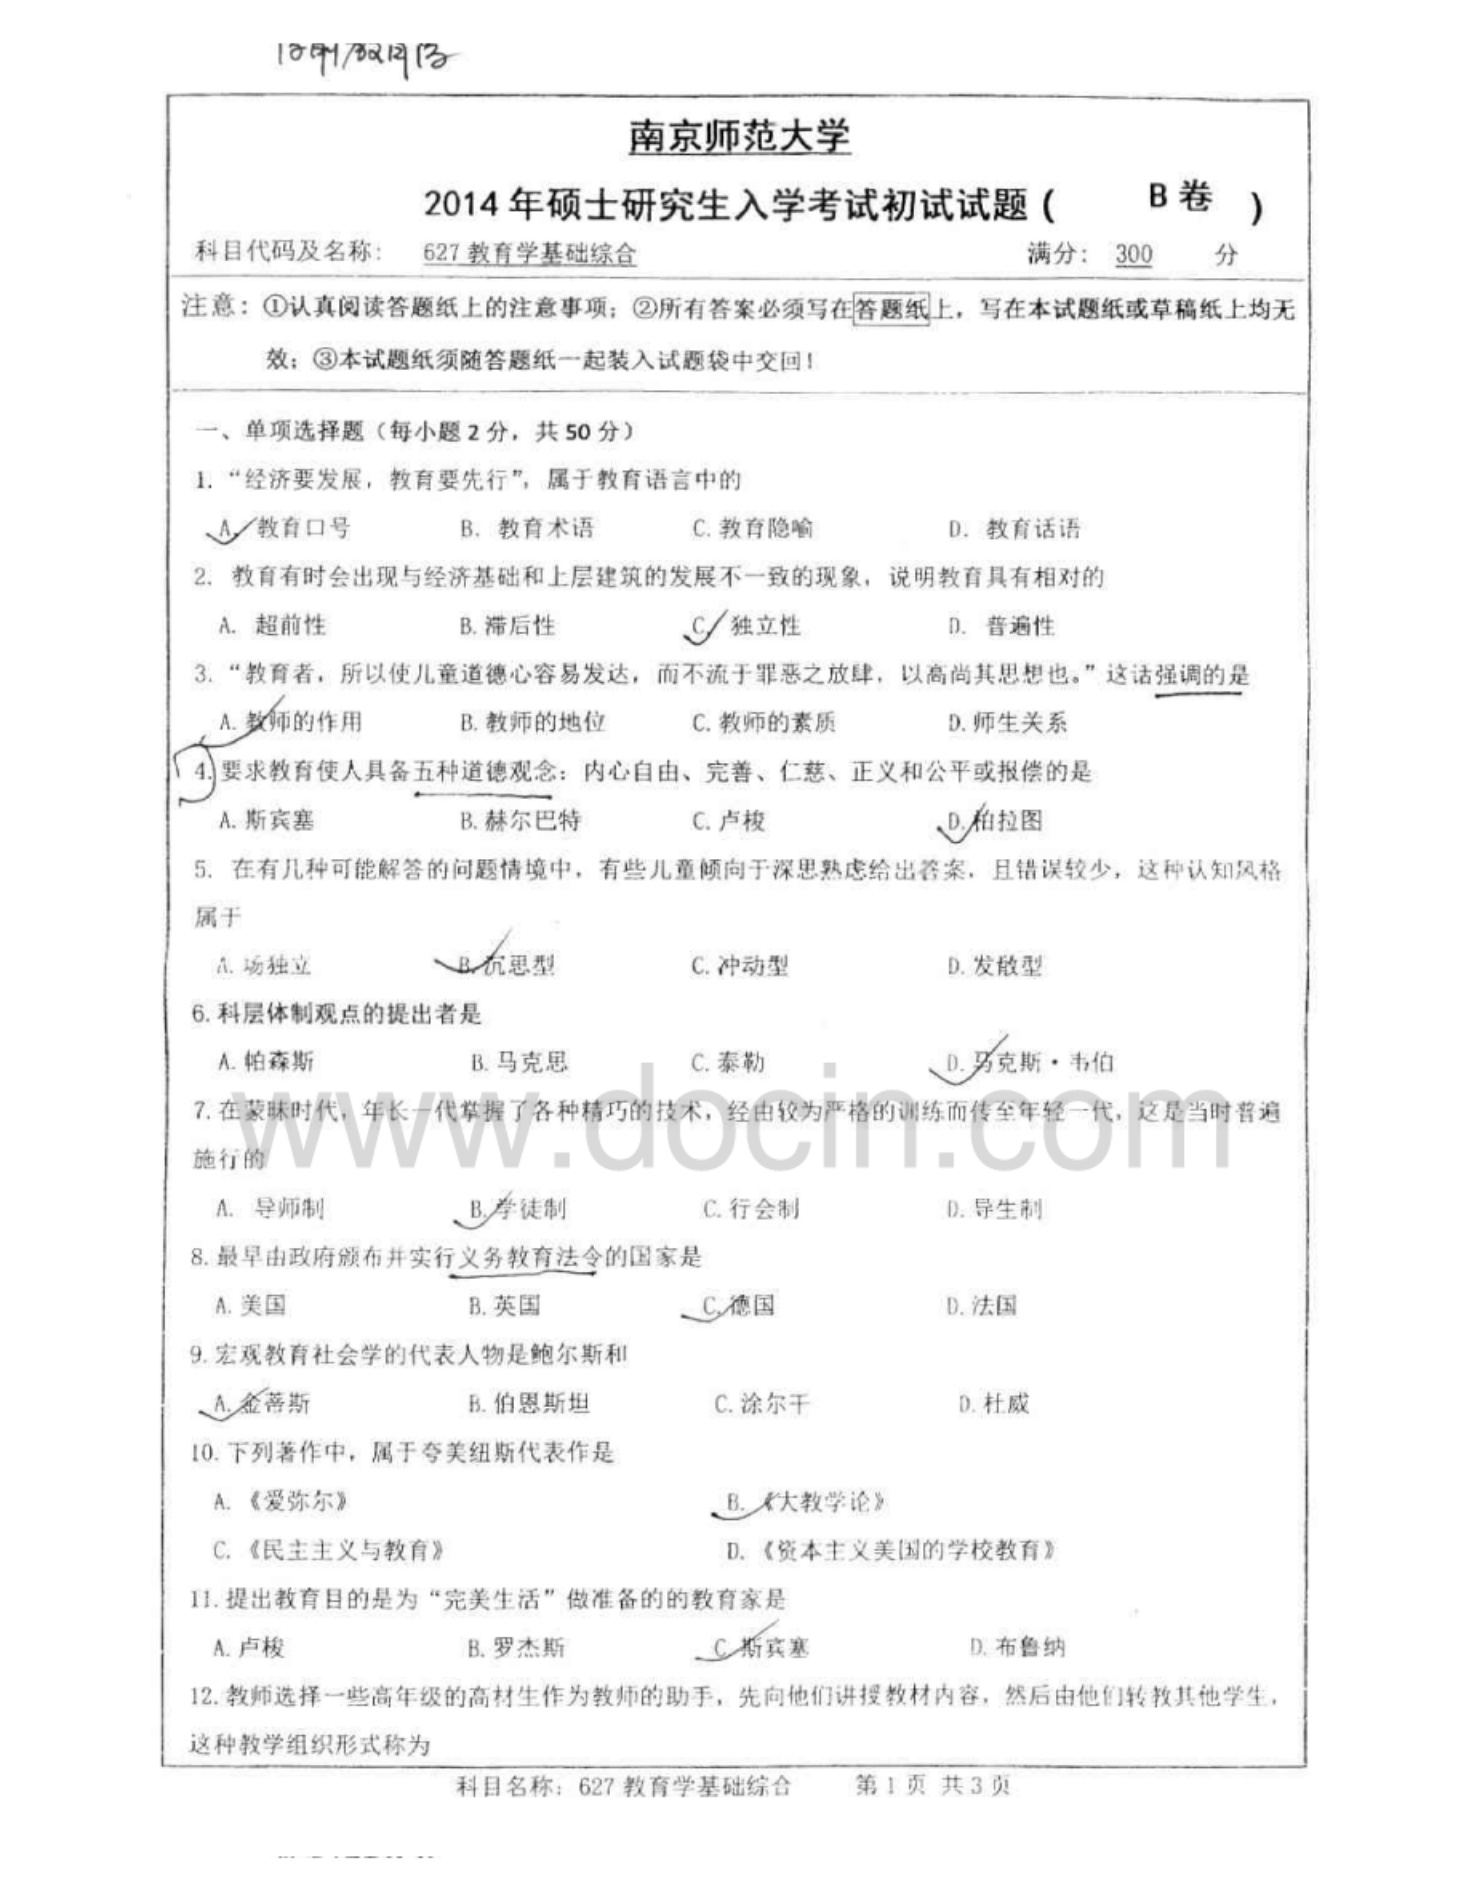 南京师范大学
2014年硕士研究生入学考试初试试题( B卷 )
科目代码及名称: 627 教育学基础综合 满分: 300 分
注意:①认真阅读答题纸上的注意事项;②所有答案必须写在答题纸上,写在本试题纸或草稿纸上均无
效;③本试题纸须随答题纸一起装入试题袋中交回!
一、单项选择题(每小题2分,共50分)
1. “经济要发展,教育要先行”,属于教育语言中的
A. 教育口号 B. 教育术语 C. 教育隐喻 D. 教育话语
2. 教育有时会出现与经济基础和上层建筑的发展不一致的现象,说明教育具有相对的
A. 超前性 B. 滞后性 C. 独立性 D. 普遍性
3. “教育者,所以使儿童道德心容易发达,而不流于罪恶之放肆,以高尚其思想也。”这话强调的是
A. 教师的作用 B. 教师的地位 C. 教师的素质 D. 师生关系
4. 要求教育使人具备五种道德观念:内心自由、完善、仁慈、正义和公平或报偿的是
A. 斯宾塞 B. 赫尔巴特 C. 卢梭 D. 柏拉图
5. 在有几种可能解答的问题情境中,有些儿童倾向于深思熟虑给出答案,且错误较少,这种认知风格
属于
A. 场独立 B. 沉思型 C. 冲动型 D. 发散型
6. 科层体制观点的提出者是
A. 帕森斯 B. 马克思 C. 泰勒 D. 马克斯·韦伯
7. 在蒙昧时代,年长一代掌握了各种精巧的技术,经由较为严格的训练而传至年轻一代,这是当时普遍
施行的
www.docin.com
A. 导师制 B. 学徒制 C. 行会制 D. 导生制
8. 最早由政府颁布并实行义务教育法令的国家是
A. 美国 B. 英国 C. 德国 D. 法国
9. 宏观教育社会学的代表人物是鲍尔斯和
A. 金蒂斯 B. 伯恩斯坦 C. 涂尔干 D. 杜威
10. 下列著作中,属于夸美纽斯代表作是
A. 《爱弥尔》 B. 《大教学论》
C. 《民主主义与教育》 D. 《资本主义美国的学校教育》
11. 提出教育目的是为“完美生活”做准备的的教育家是
A. 卢梭 B. 罗杰斯 C. 斯宾塞 D. 布鲁纳
12. 教师选择一些高年级的高材生作为教师的助手,先向他们讲授教材内容,然后由他们转教其他学生,
这种教学组织形式称为
科目名称: 627 教育学基础综合 第 1 页 共 3 页